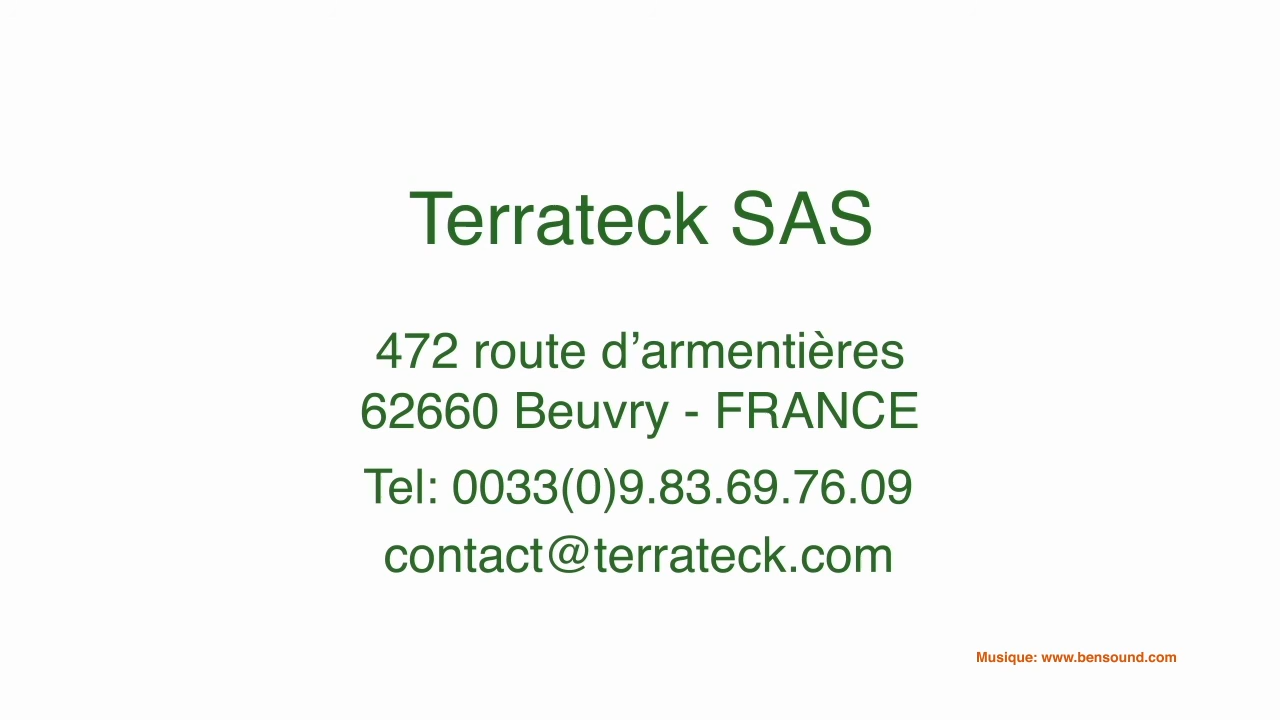 Terrateck SAS
472 route d’armentières
62660 Beuvry - FRANCE
Tel: 0033(0)9.83.69.76.09
contact@terrateck.com
Musique: www.bensound.com